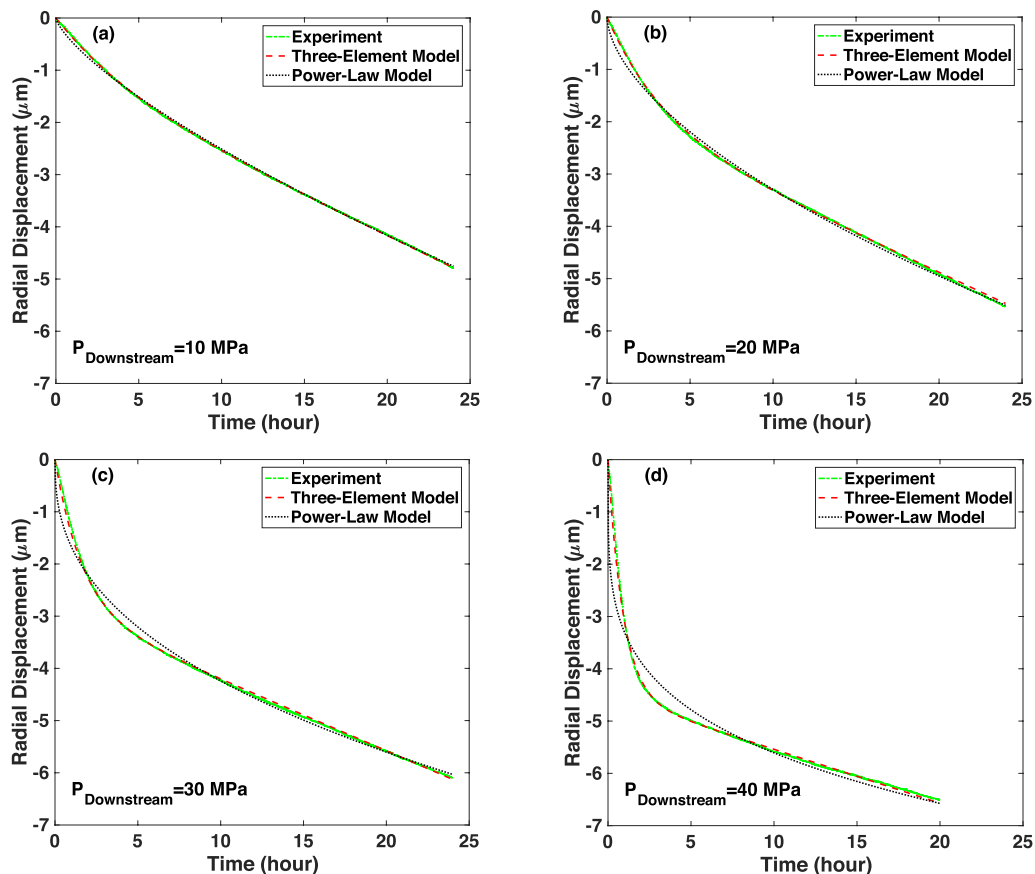 (a)
Experiment
Three-Element Model
Power-Law Model
0
-1
-2
-3
-4
-5
-6
-7
Radial Displacement (μm)
P_Downstream=10 MPa
0 5 10 15 20 25
Time (hour)
(b)
Experiment
Three-Element Model
Power-Law Model
0
-1
-2
-3
-4
-5
-6
-7
Radial Displacement (μm)
P_Downstream=20 MPa
0 5 10 15 20 25
Time (hour)
(c)
Experiment
Three-Element Model
Power-Law Model
0
-1
-2
-3
-4
-5
-6
-7
Radial Displacement (μm)
P_Downstream=30 MPa
0 5 10 15 20 25
Time (hour)
(d)
Experiment
Three-Element Model
Power-Law Model
0
-1
-2
-3
-4
-5
-6
-7
Radial Displacement (μm)
P_Downstream=40 MPa
0 5 10 15 20 25
Time (hour)